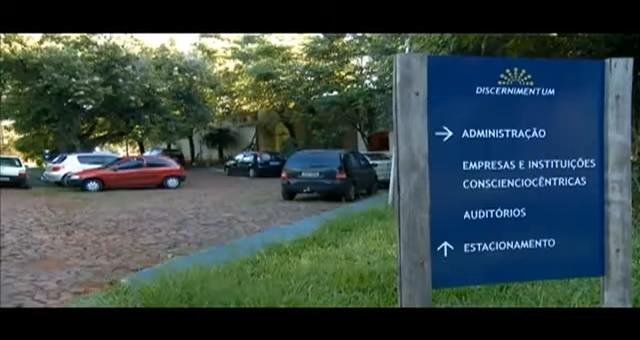 DISCERNIMENTUM
ADMINISTRAÇÃO
EMPRESAS E INSTITUIÇÕES
CONSCIENCIOCÊNTRICAS
AUDITÓRIOS
ESTACIONAMENTO